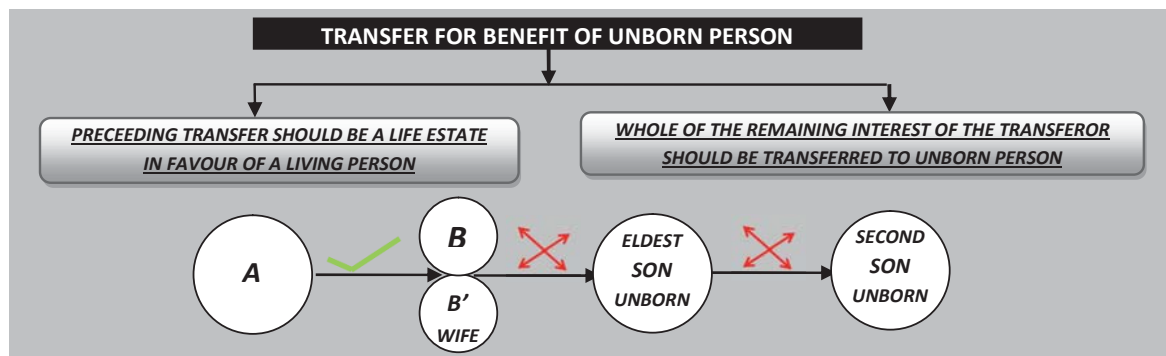 TRANSFER FOR BENEFIT OF UNBORN PERSON
PRECEEDING TRANSFER SHOULD BE A LIFE ESTATE
IN FAVOUR OF A LIVING PERSON
WHOLE OF THE REMAINING INTEREST OF THE TRANSFEROR
SHOULD BE TRANSFERRED TO UNBORN PERSON
A
B
B'
WIFE
ELDEST
SON
UNBORN
SECOND
SON
UNBORN